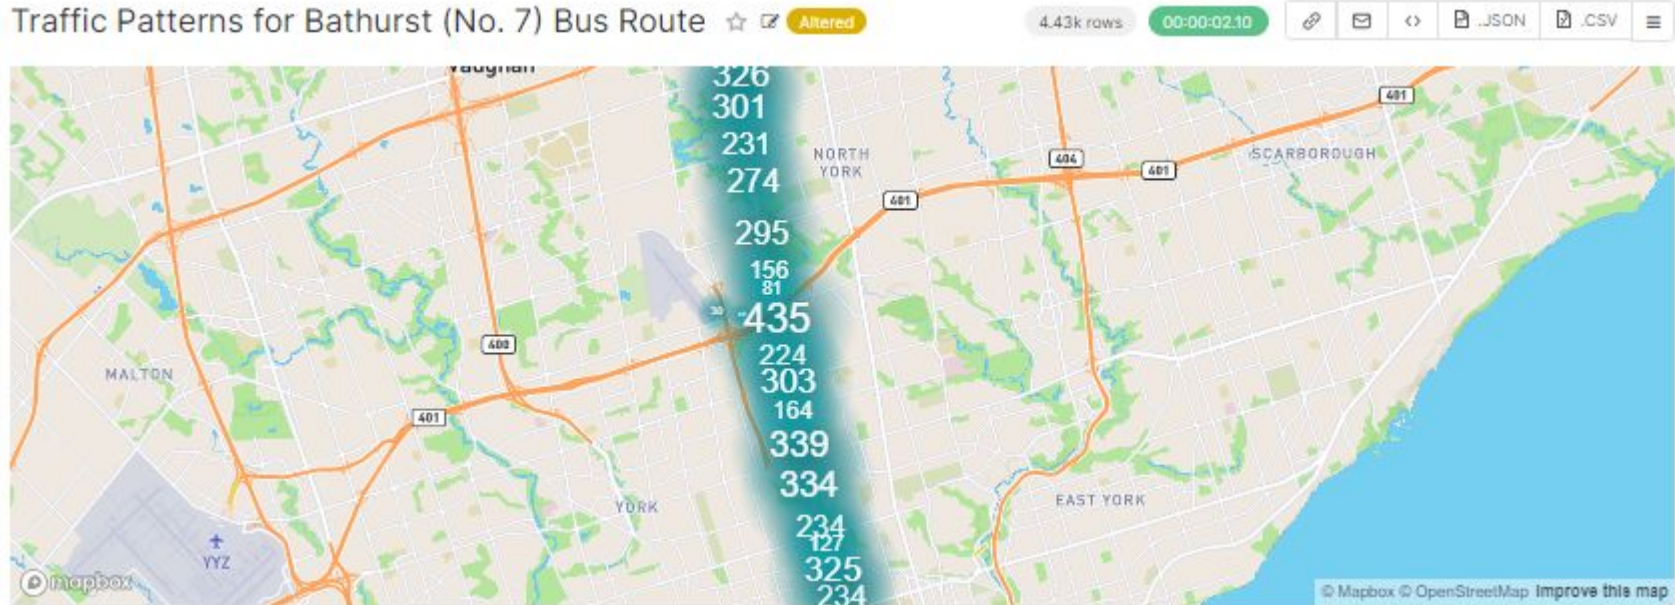 Traffic Patterns for Bathurst (No. 7) Bus Route Altered 4.43k rows 00:00:02.10 .JSON .CSV
Vaughan
326
301
401
231
NORTH
YORK
404
SCARBOROUGH
401
274
401
295
156
81
30
435
400
224
MALTON
303
164
401
339
334
EAST YORK
YORK
234
127
YYZ
325
mapbox
234
© Mapbox © OpenStreetMap Improve this map